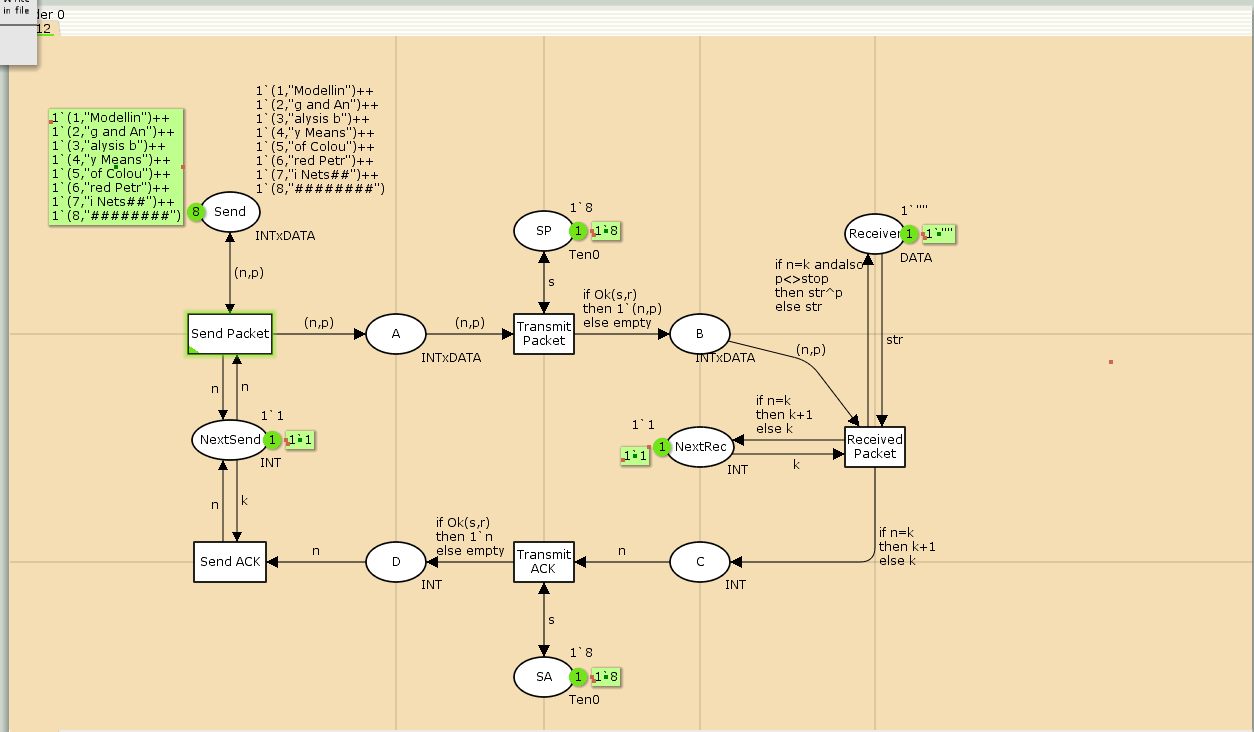 in file
der 0
12
1`(1,"Modellin")++
1`(2,"g and An")++
1`(3,"alysis b")++
1`(4,"y Means")++
1`(5,"of Colou")++
1`(6,"red Petr")++
1`(7,"i Nets##")++
1`(8,"########")
1`(1,"Modellin")++
1`(2,"g and An")++
1`(3,"alysis b")++
1`(4,"y Means")++
1`(5,"of Colou")++
1`(6,"red Petr")++
1`(7,"i Nets##")++
1`(8,"########")
8
Send
INTxDATA
(n,p)
1`8
SP
1
1`8
Ten0
s
1`""
Receiver
1
1`""
DATA
if n=k andalso
p<>stop
then str^p
else str
str
Send Packet
(n,p)
A
INTxDATA
(n,p)
Transmit
Packet
if Ok(s,r)
then 1`(n,p)
else empty
B
INTxDATA
(n,p)
n
n
1`1
NextSend
1
1`1
INT
if n=k
then k+1
else k
1`1
1
1`1
NextRec
INT
k
Received
Packet
n
k
Send ACK
n
D
INT
if Ok(s,r)
then 1`n
else empty
Transmit
ACK
n
C
INT
if n=k
then k+1
else k
s
1`8
SA
1
1`8
Ten0